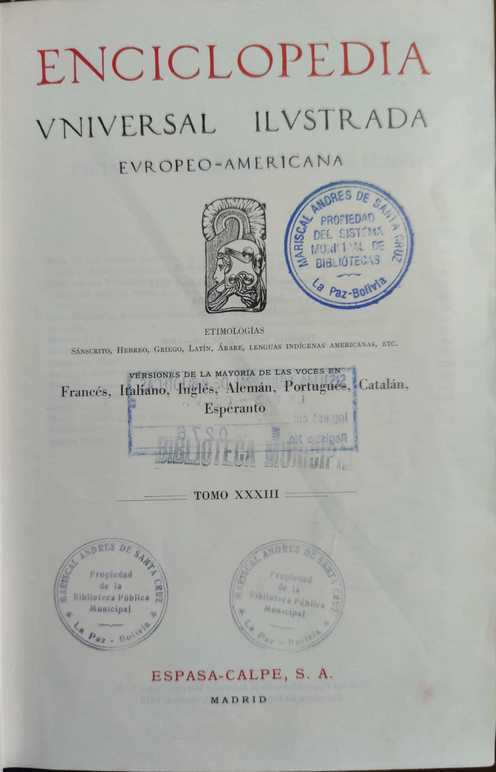 ENCICLOPEDIA
VNIVERSAL ILVSTRADA
EVROPEO-AMERICANA
MARISCAL ANDRES DE SANTA CRUZ
PROPIEDAD
DEL SISTEMA
MUNICIPAL DE
BIBLIOTECAS
La Paz-Bolivia
ETIMOLOGÍAS
SÁNSCRITO, HEBREO, GRIEGO, LATÍN, ÁRABE, LENGUAS INDÍGENAS AMERICANAS, ETC.
VERSIONES DE LA MAYORÍA DE LAS VOCES EN
Francés, Italiano, Inglés, Alemán, Portugués, Catalán,
Esperanto
TOMO XXXIII
MARISCAL ANDRES DE SANTA CRUZ
Propiedad
de la
Biblioteca Pública
Municipal
La Paz - Bolivia
MARISCAL ANDRES DE SANTA CRUZ
Propiedad
de la
Biblioteca Pública
Municipal
La Paz - Bolivia
ESPASA-CALPE, S. A.
MADRID